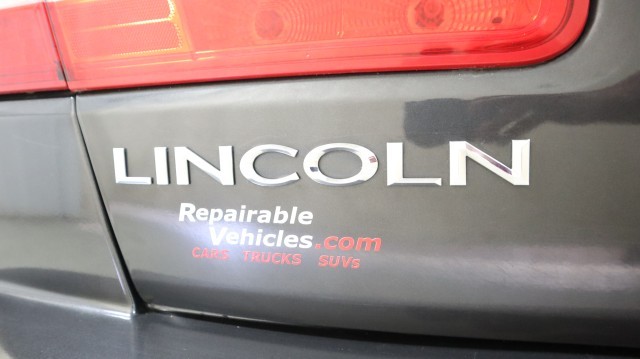 LINCOLN
Repairable
Vehicles.com
CARS TRUCKS SUVs